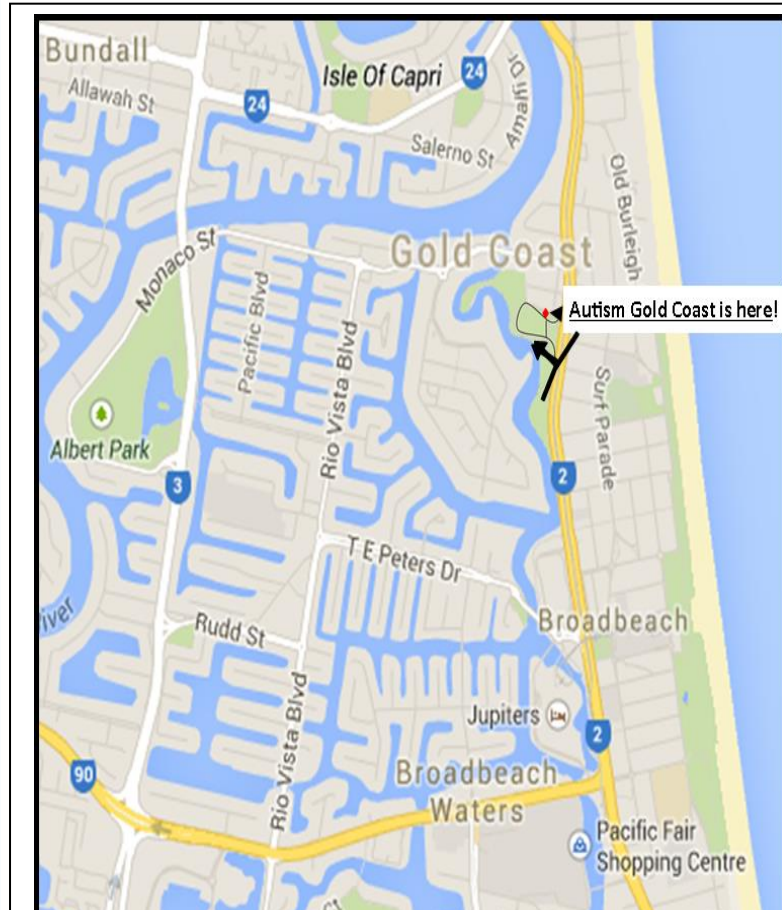 Bundall
Allawah St
Isle Of Capri
24
24
Amalfi Dr
Salerno St
Old Burleigh
Monaco St
Gold Coast
Pacific Blvd
Rio Vista Blvd
Autism Gold Coast is here!
Surf Parade
Albert Park
3
2
T E Peters Dr
River
Rudd St
Broadbeach
Rio Vista Blvd
Jupiters
2
90
Broadbeach
Waters
Pacific Fair
Shopping Centre